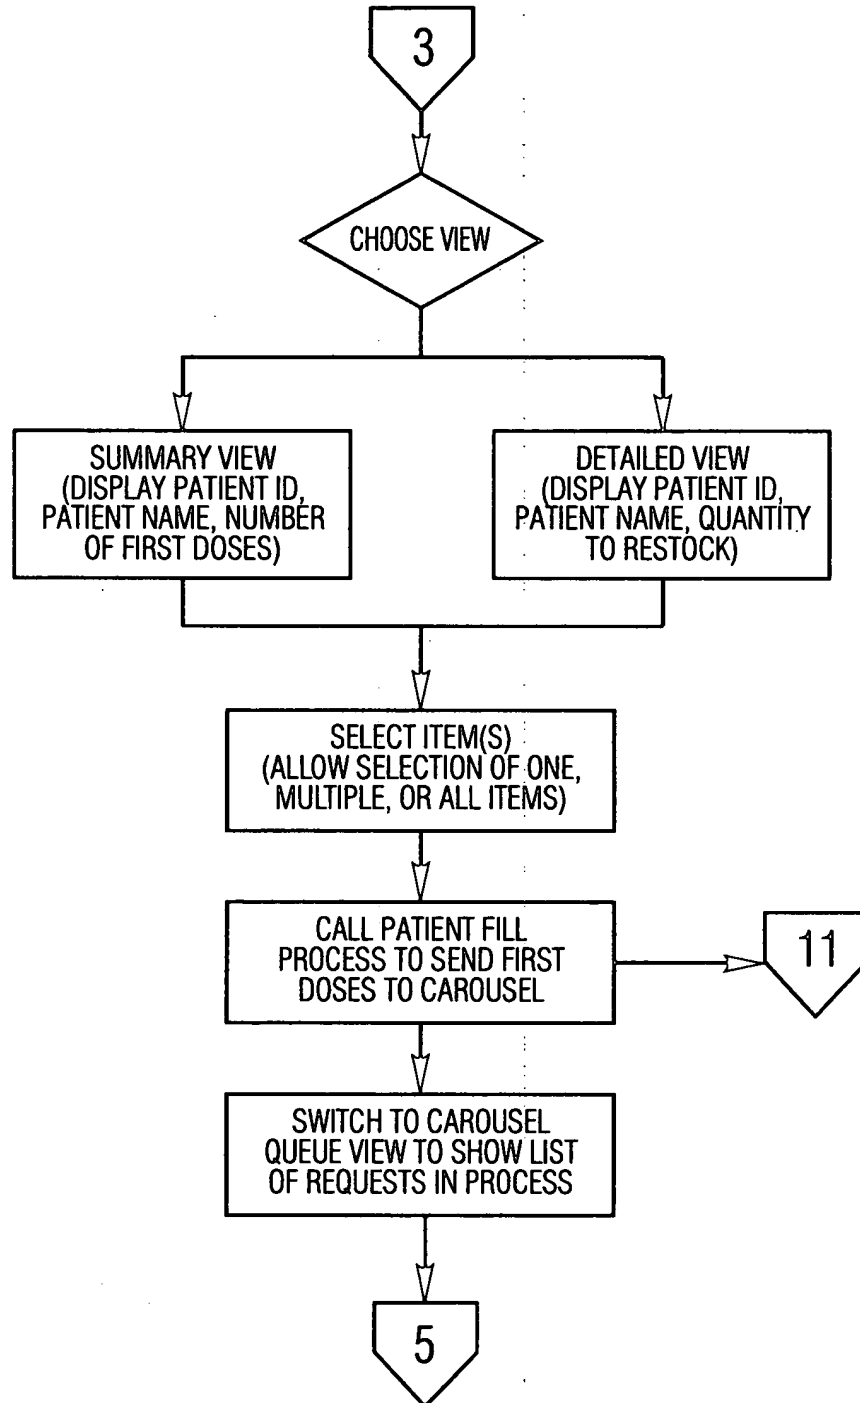 3
CHOOSE VIEW
SUMMARY VIEW
(DISPLAY PATIENT ID,
PATIENT NAME, NUMBER
OF FIRST DOSES)
DETAILED VIEW
(DISPLAY PATIENT ID,
PATIENT NAME, QUANTITY
TO RESTOCK)
SELECT ITEM(S)
(ALLOW SELECTION OF ONE,
MULTIPLE, OR ALL ITEMS)
CALL PATIENT FILL
PROCESS TO SEND FIRST
DOSES TO CAROUSEL
11
SWITCH TO CAROUSEL
QUEUE VIEW TO SHOW LIST
OF REQUESTS IN PROCESS
5